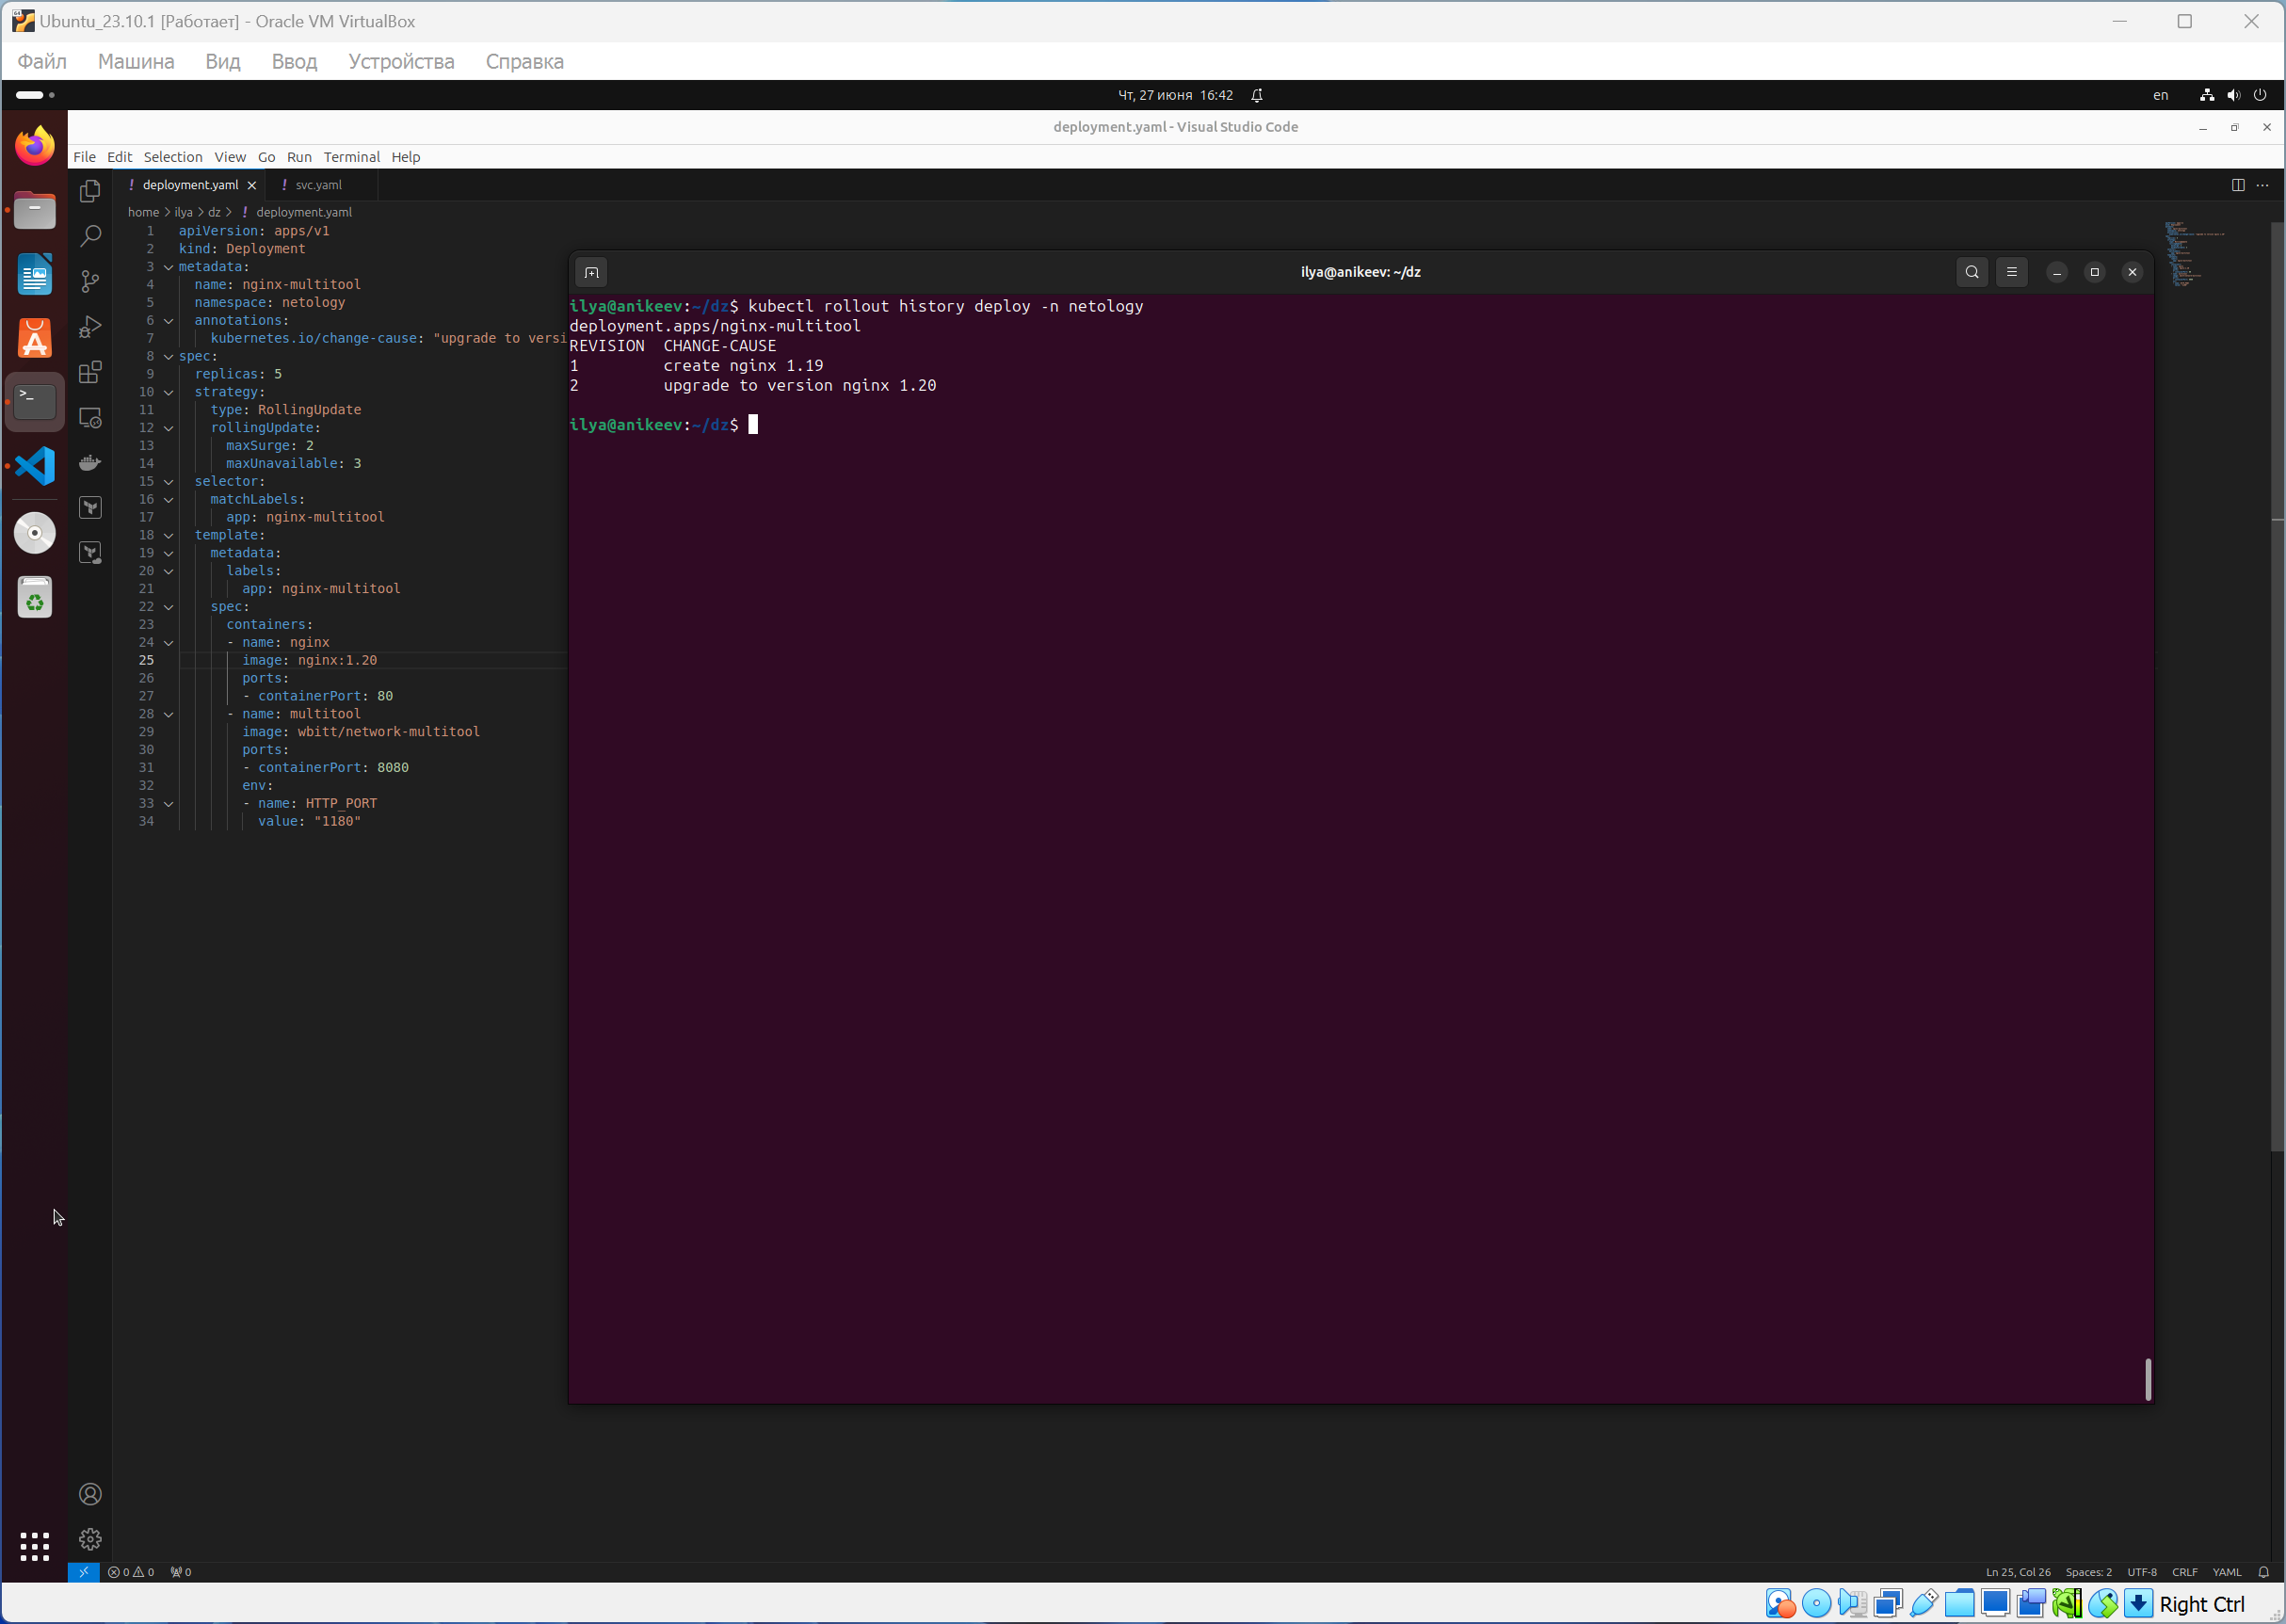 Ubuntu_23.10.1 [Работает] - Oracle VM VirtualBox
Файл Машина Вид Ввод Устройства Справка
Чт, 27 июня 16:42
en
deployment.yaml - Visual Studio Code
File Edit Selection View Go Run Terminal Help
! deployment.yaml ! svc.yaml
home > ilya > dz > ! deployment.yaml
1 apiVersion: apps/v1
2 kind: Deployment
3 metadata:
4 name: nginx-multitool
5 namespace: netology
6 annotations:
7 kubernetes.io/change-cause: "upgrade to versi
8 spec:
9 replicas: 5
10 strategy:
11 type: RollingUpdate
12 rollingUpdate:
13 maxSurge: 2
14 maxUnavailable: 3
15 selector:
16 matchLabels:
17 app: nginx-multitool
18 template:
19 metadata:
20 labels:
21 app: nginx-multitool
22 spec:
23 containers:
24 - name: nginx
25 image: nginx:1.20
26 ports:
27 - containerPort: 80
28 - name: multitool
29 image: wbitt/network-multitool
30 ports:
31 - containerPort: 8080
32 env:
33 - name: HTTP_PORT
34 value: "1180"
ilya@anikeev: ~/dz
ilya@anikeev:~/dz$ kubectl rollout history deploy -n netology
deployment.apps/nginx-multitool
REVISION CHANGE-CAUSE
1 create nginx 1.19
2 upgrade to version nginx 1.20
ilya@anikeev:~/dz$
0 0 0
Ln 25, Col 26 Spaces: 2 UTF-8 CRLF YAML
Right Ctrl